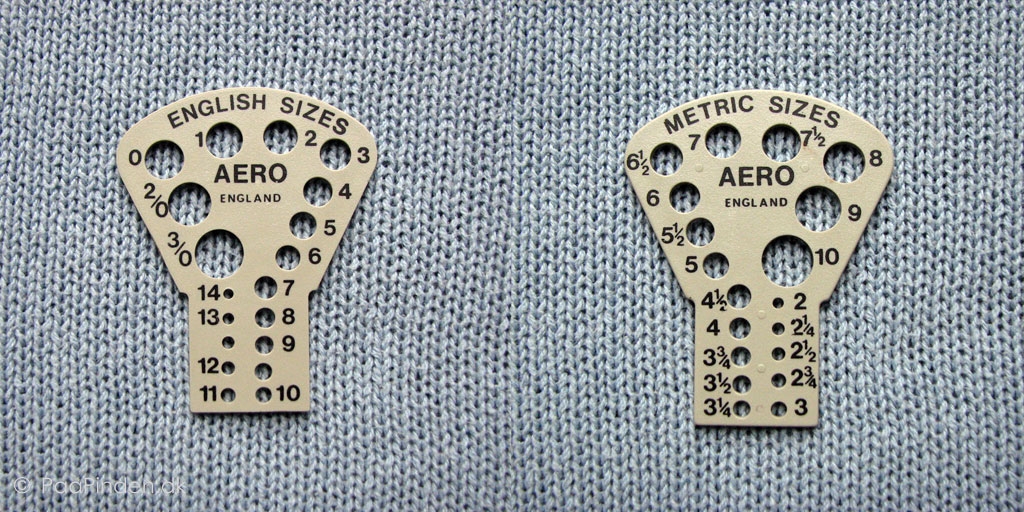 ENGLISH SIZES
0 1 2 3
AERO
ENGLAND
2/0 4
3/0 5
6
14 7
13 8
9
12
11 10
METRIC SIZES
6½ 7 7½ 8
AERO
ENGLAND
6 9
5½
5 10
4½ 2
4 2¼
3¾ 2½
3½ 2¾
3¼ 3
© PaaPinden.dk